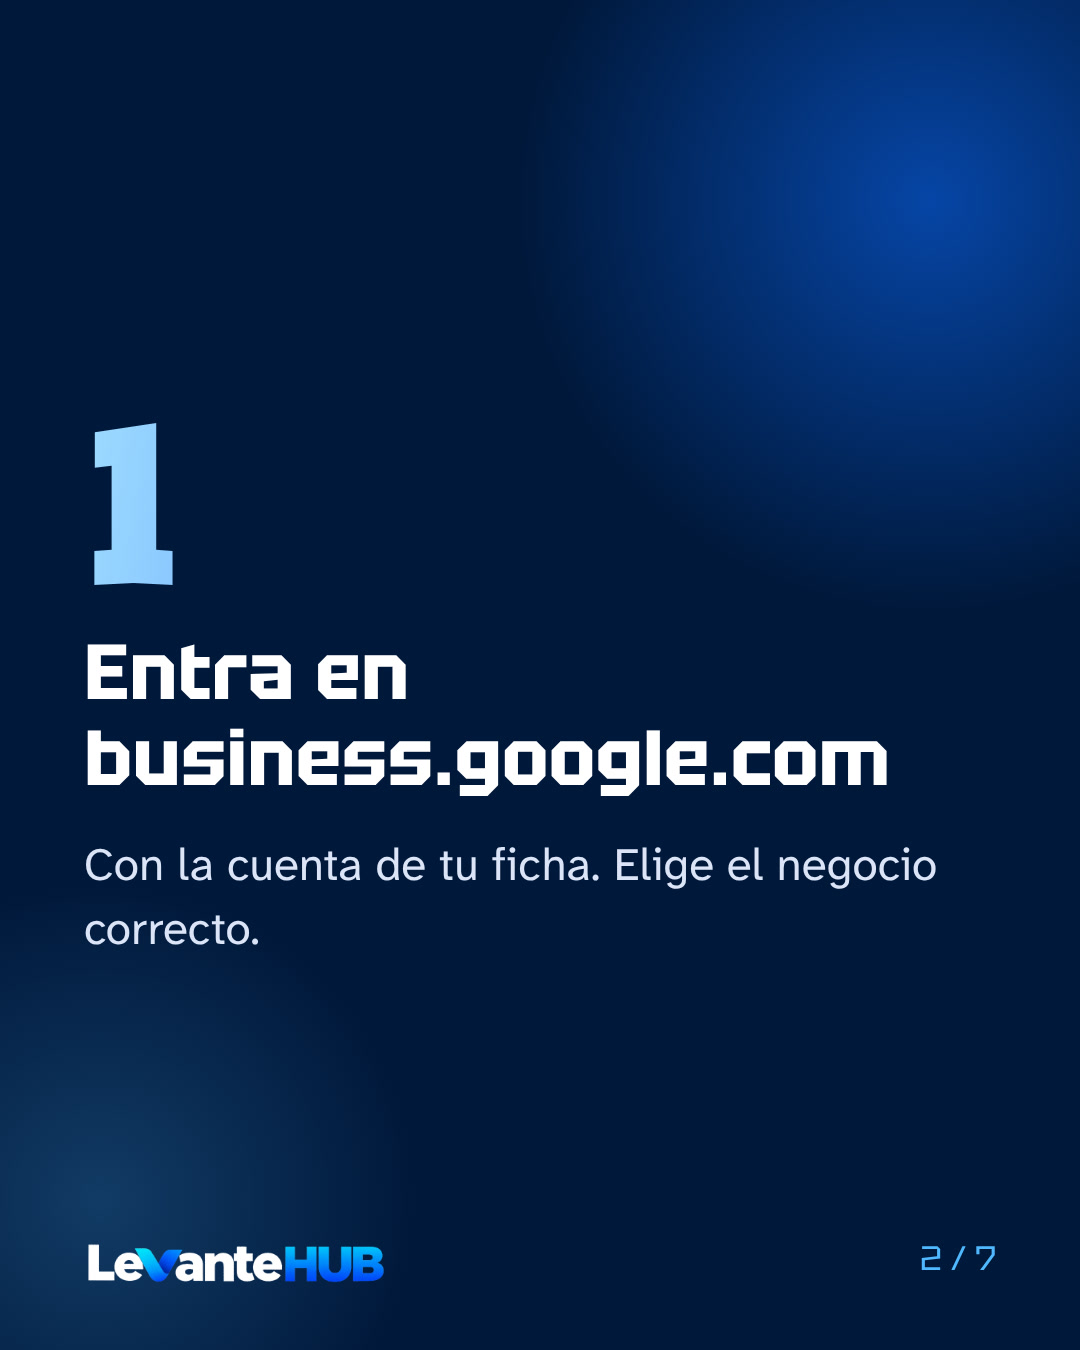 1
Entra en
business.google.com
Con la cuenta de tu ficha. Elige el negocio
correcto.
LevanteHUB
2/7